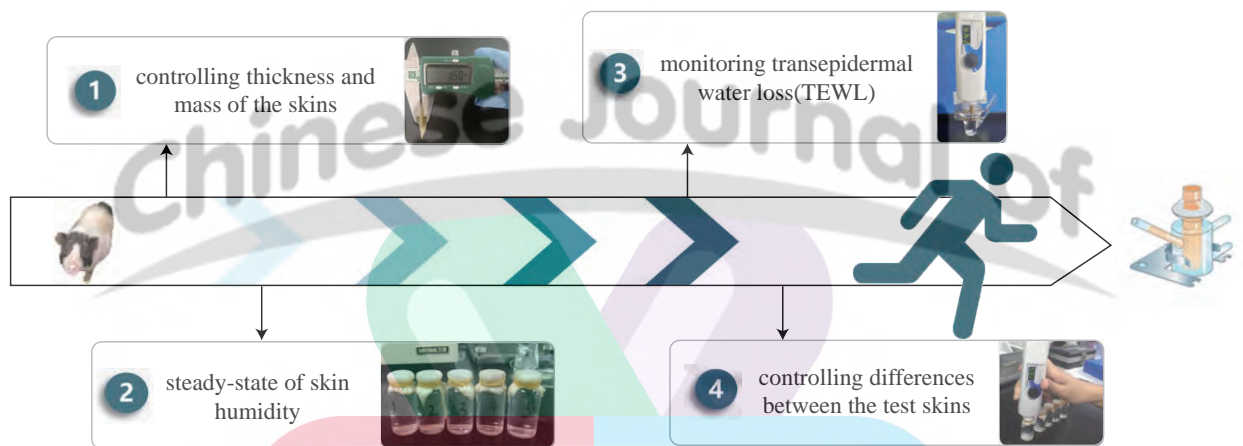 1
controlling thickness and
mass of the skins
3
monitoring transepidermal
water loss(TEWL)
Chinese Journal of
2
steady-state of skin
humidity
4
controlling differences
between the test skins